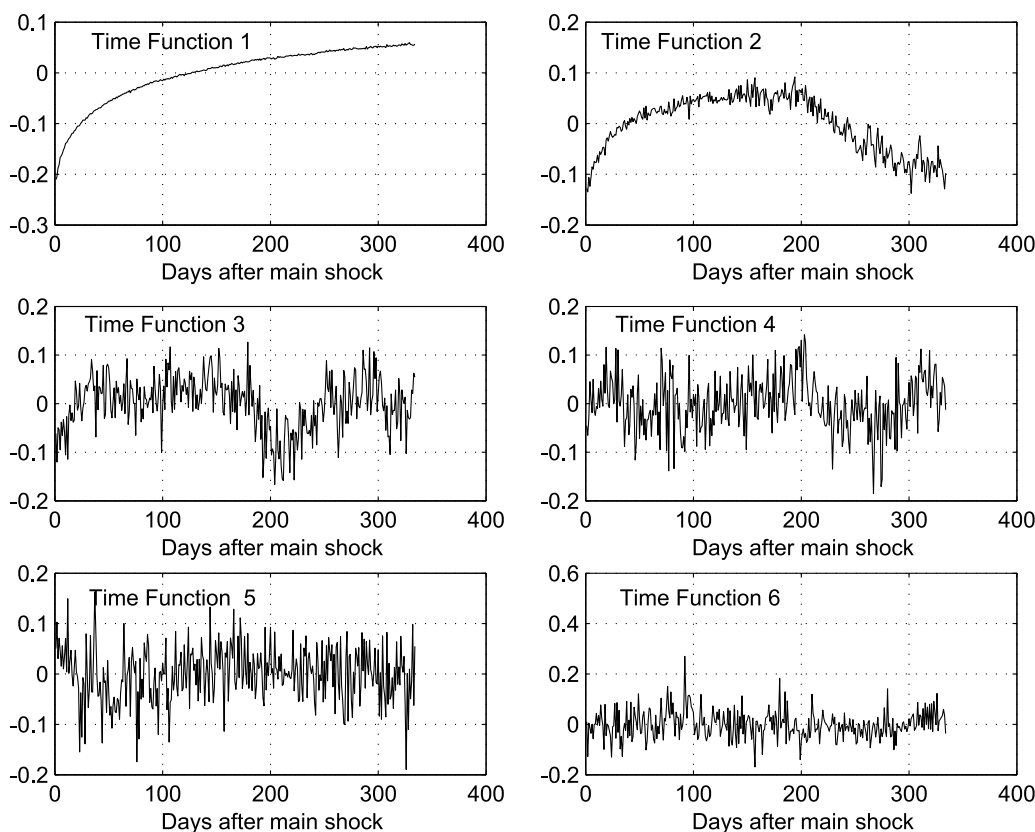 0.1
Time Function 1
0
-0.1
-0.2
-0.3
0 100 200 300 400
Days after main shock
0.2
Time Function 2
0.1
0
-0.1
0.2
0 100 200 300 400
Days after main shock
0.2
Time Function 3
0.1
0
-0.1
-0.2
0 100 200 300 400
Days after main shock
0.2
Time Function 4
0.1
0
-0.1
-0.2
0 100 200 300 400
Days after main shock
0.2
Time Function 5
0.1
0
-0.1
-0.2
0 100 200 300 400
Days after main shock
0.6
Time Function 6
0.4
0.2
0
-0.2
0 100 200 300 400
Days after main shock